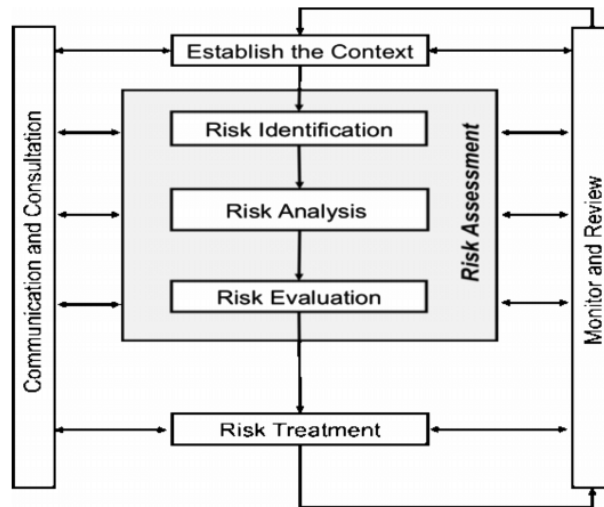 Establish the Context
Communication and Consultation
Risk Identification
Risk Analysis
Risk Evaluation
Risk Assessment
Monitor and Review
Risk Treatment